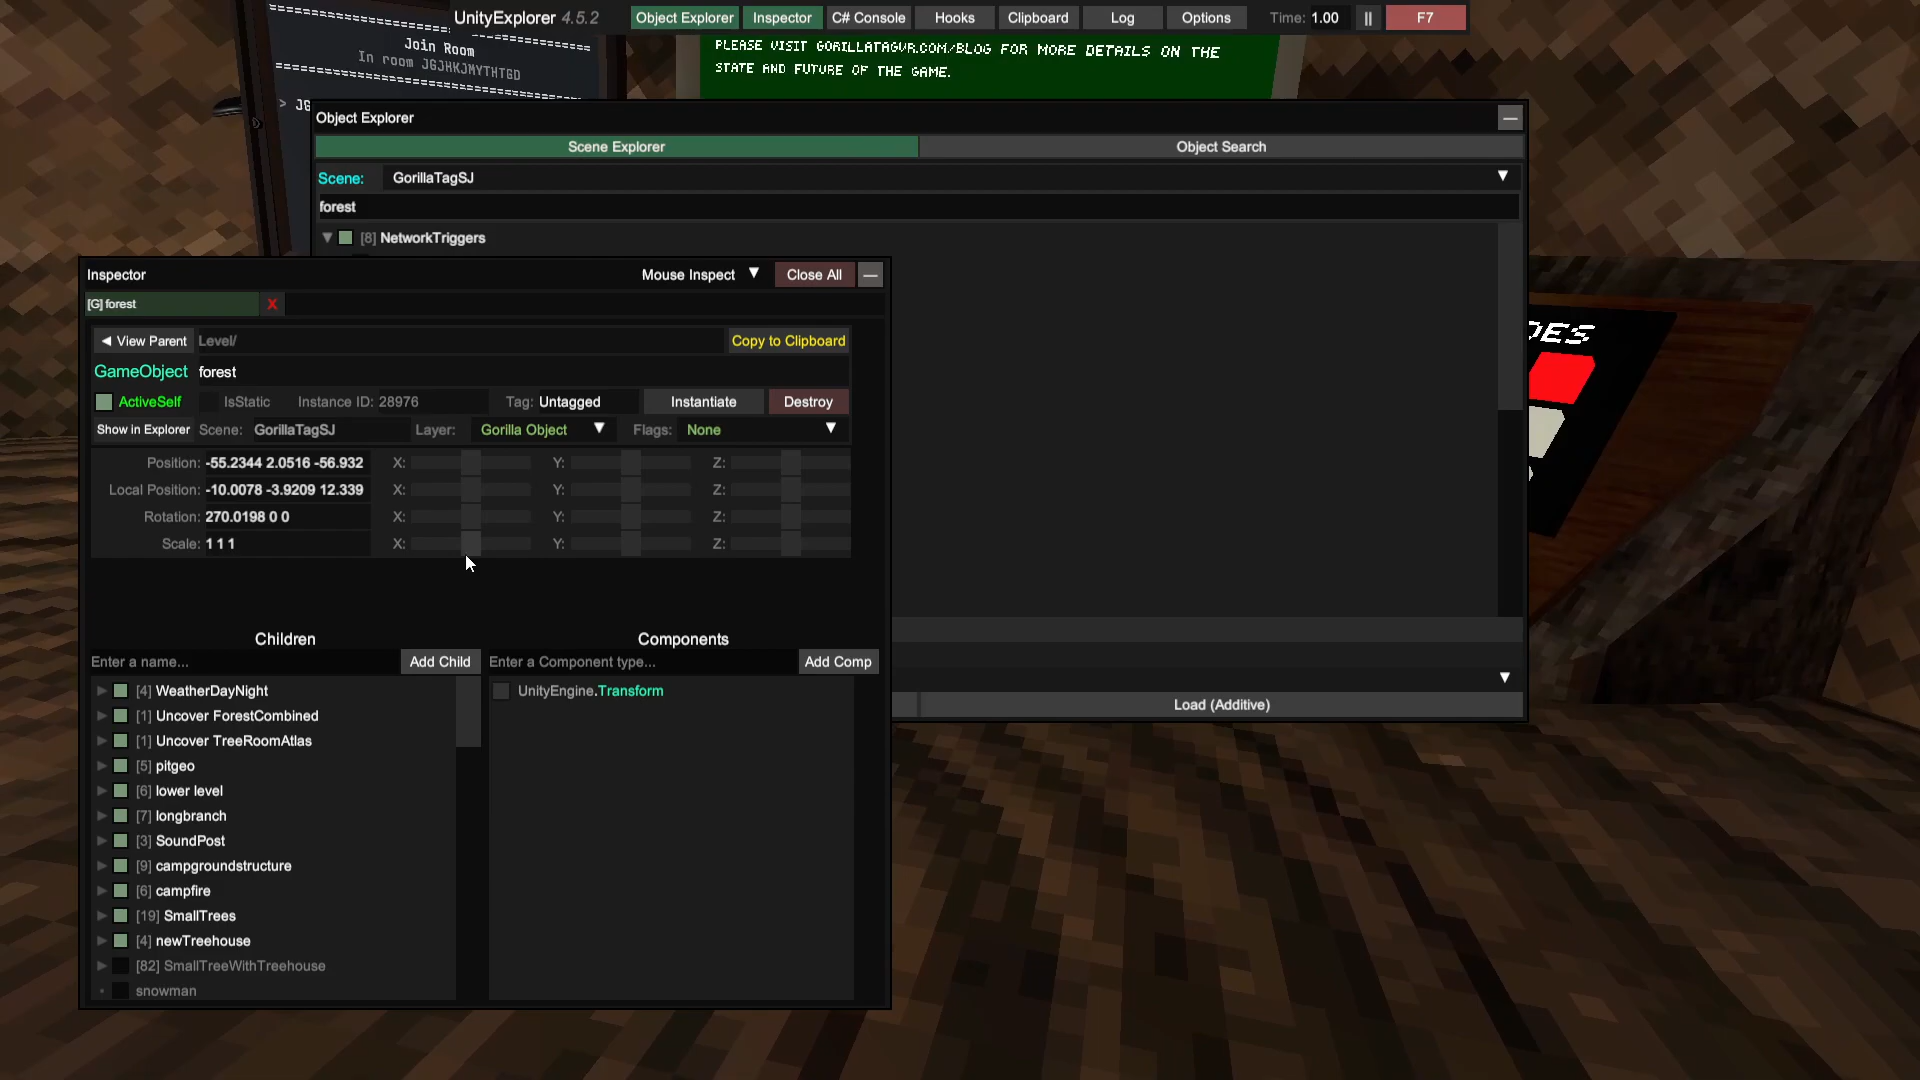 UnityExplorer 4.5.2
Object Explorer
Inspector
C# Console
Hooks
Clipboard
Log
Options
Time: 1.00
||
F7
Join Room
In room JGJHKJMYTHTGD
> JG
PLEASE VISIT GORILLATAGVR.COM/BLOG FOR MORE DETAILS ON THE
STATE AND FUTURE OF THE GAME.
Object Explorer
Scene Explorer
Object Search
Scene: GorillaTagSJ
forest
[8] NetworkTriggers
Load (Additive)
Inspector
Mouse Inspect
Close All
[G] forest
X
◄ View Parent
Level/
Copy to Clipboard
GameObject forest
ActiveSelf
IsStatic
Instance ID: 28976
Tag: Untagged
Instantiate
Destroy
Show in Explorer
Scene: GorillaTagSJ
Layer: Gorilla Object
Flags: None
Position: -55.2344 2.0516 -56.932 X: Y: Z:
Local Position: -10.0078 -3.9209 12.339 X: Y: Z:
Rotation: 270.0198 0 0 X: Y: Z:
Scale: 1 1 1 X: Y: Z:
Children
Enter a name...
Add Child
[4] WeatherDayNight
[1] Uncover ForestCombined
[1] Uncover TreeRoomAtlas
[5] pitgeo
[6] lower level
[7] longbranch
[3] SoundPost
[9] campgroundstructure
[6] campfire
[19] SmallTrees
[4] newTreehouse
[82] SmallTreeWithTreehouse
snowman
Components
Enter a Component type...
Add Comp
UnityEngine.Transform
DES